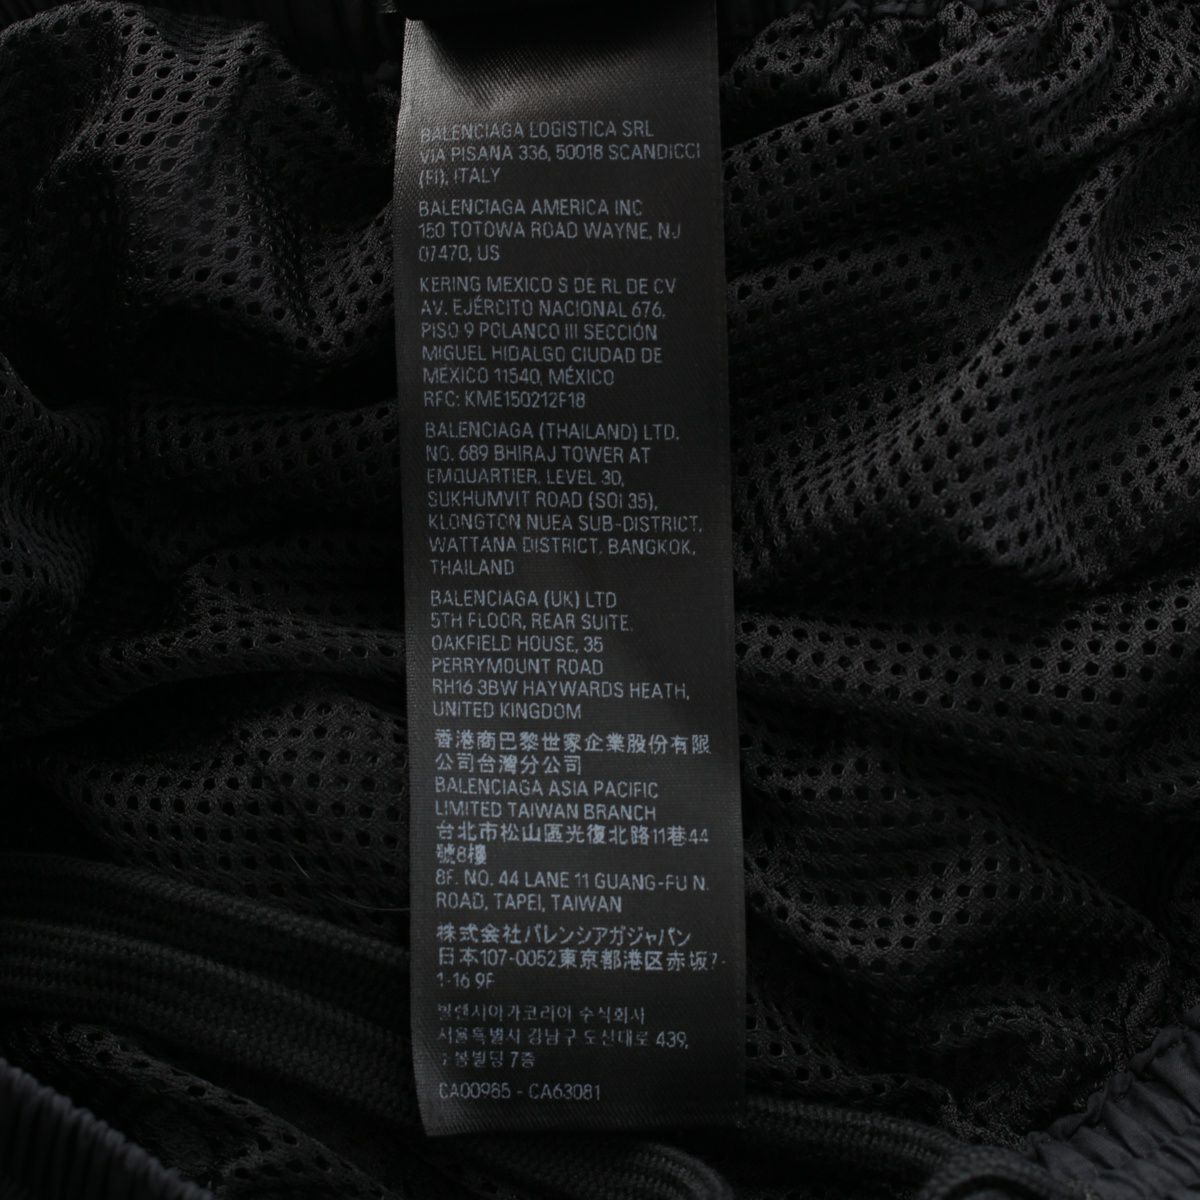 BALENCIAGA LOGISTICA SRL
VIA PISANA 336, 50018 SCANDICCI
(FI), ITALY
BALENCIAGA AMERICA INC
150 TOTOWA ROAD WAYNE, NJ
07470, US
KERING MEXICO S DE RL DE CV
AV. EJÉRCITO NACIONAL 676,
PISO 9 POLANCO III SECCIÓN
MIGUEL HIDALGO CIUDAD DE
MÉXICO 11540, MÉXICO
RFC: KME150212F18
BALENCIAGA (THAILAND) LTD.
NO. 689 BHIRAJ TOWER AT
EMQUARTIER, LEVEL 30,
SUKHUMVIT ROAD (SOI 35),
KLONGTON NUEA SUB-DISTRICT,
WATTANA DISTRICT, BANGKOK,
THAILAND
BALENCIAGA (UK) LTD
5TH FLOOR, REAR SUITE,
OAKFIELD HOUSE, 35
PERRYMOUNT ROAD
RH16 3BW HAYWARDS HEATH,
UNITED KINGDOM
香港商巴黎世家企業股份有限
公司台灣分公司
BALENCIAGA ASIA PACIFIC
LIMITED TAIWAN BRANCH
台北市松山區光復北路11巷44
號8樓
8F. NO. 44 LANE 11 GUANG-FU N.
ROAD, TAPEI, TAIWAN
株式会社バレンシアガジャパン
日本107-0052東京都港区赤坂7-
1-16 9F
발렌시아가코리아 주식회사
서울특별시 강남구 도산대로 439,
7층
CA00985 - CA63081